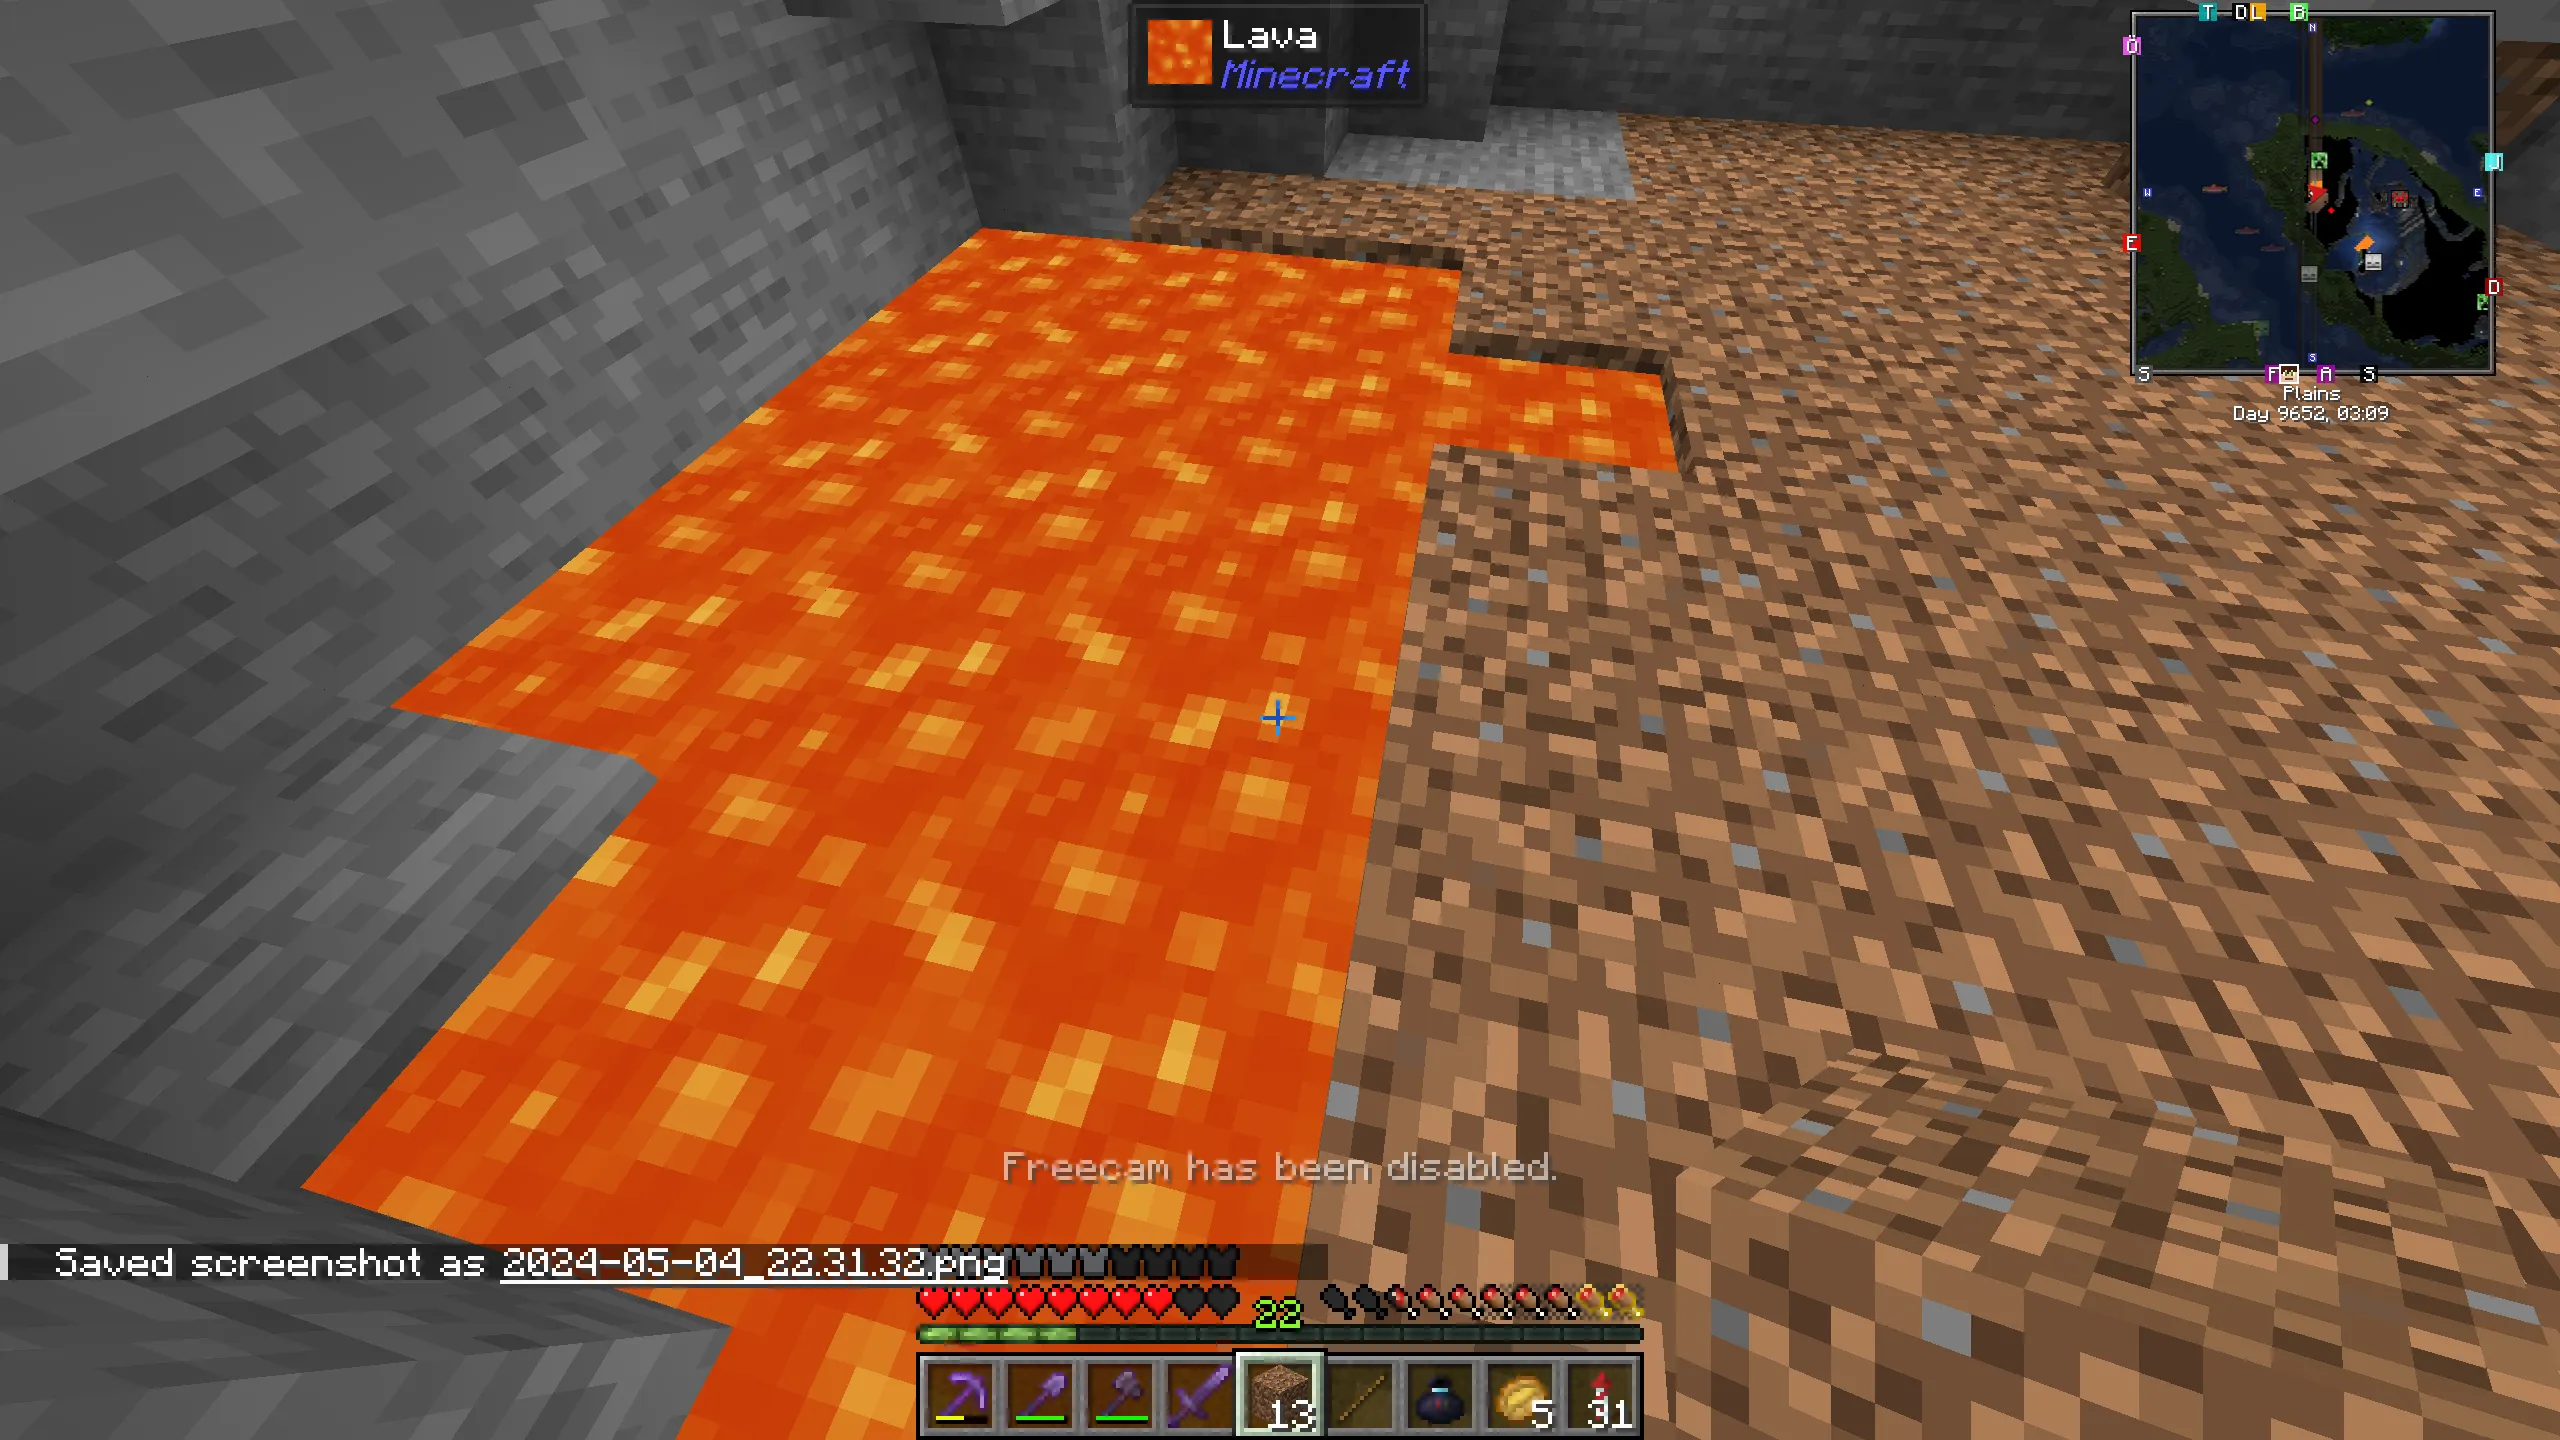 Lava
Minecraft
T D L B
Ö
N
W E
J
E
D
S
S F A S
Plains
Day 9652, 03:09
Freecam has been disabled.
Saved screenshot as 2024-05-04_22.31.32.png
22
13 5 31